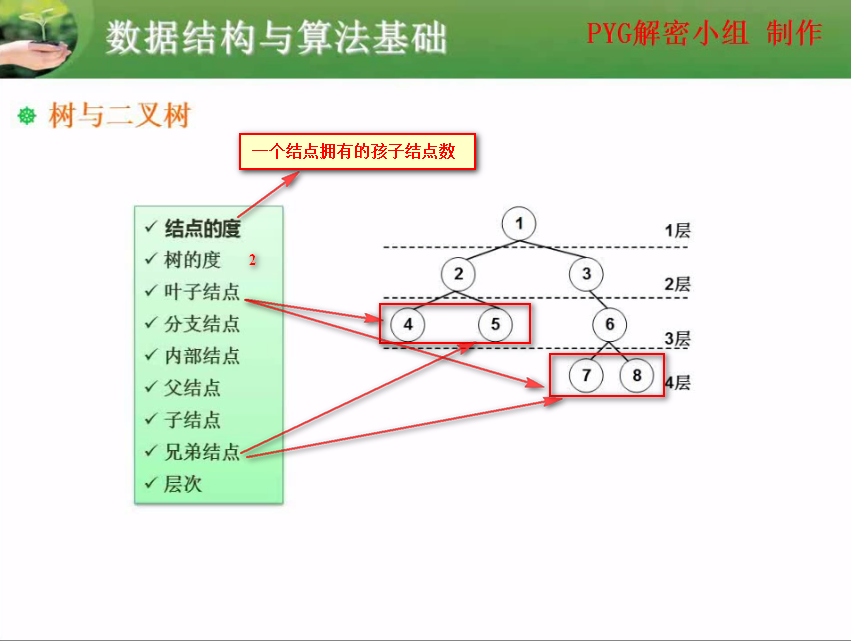 数据结构与算法基础
PYG解密小组 制作
树与二叉树
一个结点拥有的孩子结点数
结点的度
树的度 2
叶子结点
分支结点
内部结点
父结点
子结点
兄弟结点
层次
1
1层
2 3
2层
4 5 6
3层
7 8
4层